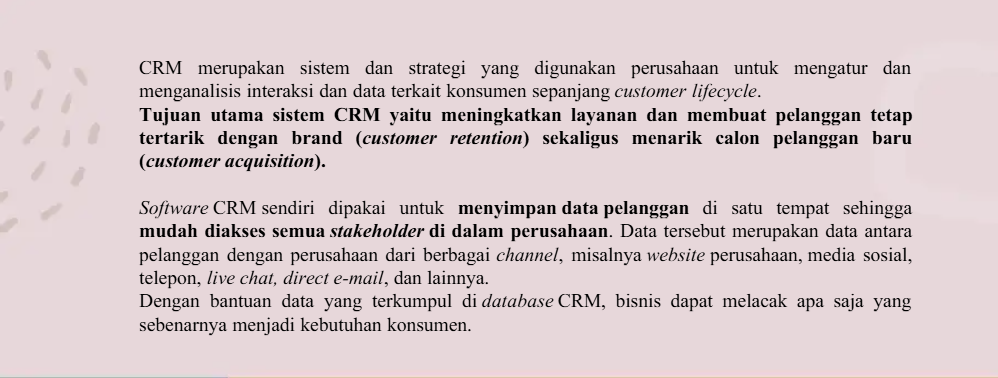 CRM merupakan sistem dan strategi yang digunakan perusahaan untuk mengatur dan
menganalisis interaksi dan data terkait konsumen sepanjang customer lifecycle.
Tujuan utama sistem CRM yaitu meningkatkan layanan dan membuat pelanggan tetap
tertarik dengan brand (customer retention) sekaligus menarik calon pelanggan baru
(customer acquisition).
Software CRM sendiri dipakai untuk menyimpan data pelanggan di satu tempat sehingga
mudah diakses semua stakeholder di dalam perusahaan. Data tersebut merupakan data antara
pelanggan dengan perusahaan dari berbagai channel, misalnya website perusahaan, media sosial,
telepon, live chat, direct e-mail, dan lainnya.
Dengan bantuan data yang terkumpul di database CRM, bisnis dapat melacak apa saja yang
sebenarnya menjadi kebutuhan konsumen.